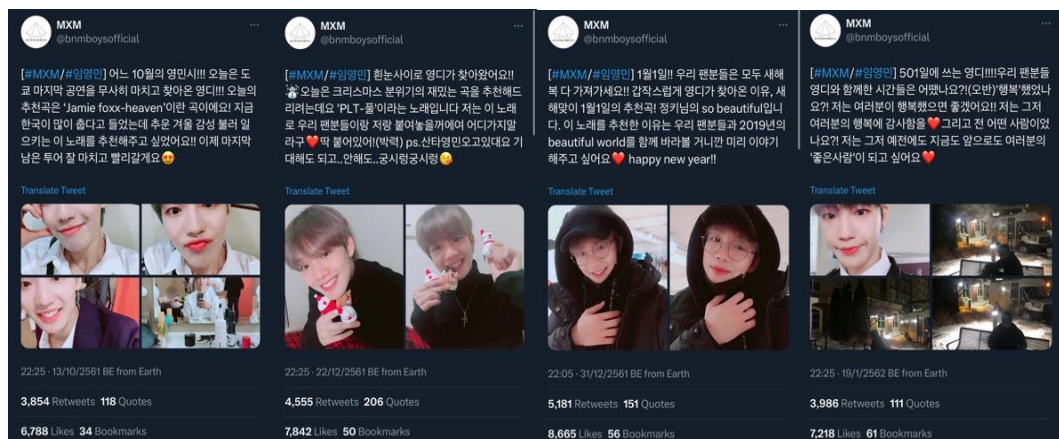 MXM
@bnmboysofficial
[#MXM/#임영민] 어느 10월의 영민시!!! 오늘은 도
쿄 마지막 공연을 무사히 마치고 찾아온 영디!!! 오늘의
추천곡은 'Jamie foxx-heaven'이란 곡이에요! 지금
한국이 많이 춥다고 들었는데 추운 겨울 감성 불러 일
으키는 이 노래를 추천해주고 싶었어요!! 이제 마지막
남은 투어 잘 마치고 빨리갈게요😍
Translate Tweet
22:25 · 13/10/2561 BE from Earth
3,854 Retweets 118 Quotes
6,788 Likes 34 Bookmarks
MXM
@bnmboysofficial
[#MXM/#임영민] 흰눈사이로 영디가 찾아왔어요!!
☃️오늘은 크리스마스 분위기의 재밌는 곡을 추천해드
리려는데요 'PLT-풀'이라는 노래입니다 저는 이 노래
로 우리 팬분들이랑 저랑 붙여놓을꺼에여 어디가지말
라구❤️딱 붙어있어!(박력) ps.산타영민오고있대요 기
대해도 되고..안해도..궁시렁궁시렁😘
Translate Tweet
22:25 · 22/12/2561 BE from Earth
4,555 Retweets 206 Quotes
7,842 Likes 50 Bookmarks
MXM
@bnmboysofficial
[#MXM/#임영민] 1월1일!! 우리 팬분들은 모두 새해
복 다 가져가세요!! 갑작스럽게 영디가 찾아온 이유, 새
해맞이 1월1일의 추천곡! 정키님의 so beautiful입니
다. 이 노래를 추천한 이유는 우리 팬분들과 2019년의
beautiful world를 함께 바라볼 거니깐 미리 이야기
해주고 싶어요❤️ happy new year!!
Translate Tweet
22:05 · 31/12/2561 BE from Earth
5,181 Retweets 151 Quotes
8,665 Likes 56 Bookmarks
MXM
@bnmboysofficial
[#MXM/#임영민] 501일에 쓰는 영디!!!!우리 팬분들
영디와 함께한 시간들은 어땠나요?!(오반)'행복'했었나
요?! 저는 여러분이 행복했으면 좋겠어요!! 저는 그저
여러분의 행복에 감사함을❤️그리고 전 어떤 사람이었
나요?! 저는 그저 예전에도 지금도 앞으로도 여러분의
'좋은사람'이 되고 싶어요❤️
Translate Tweet
22:25 · 19/1/2562 BE from Earth
3,986 Retweets 111 Quotes
7,218 Likes 61 Bookmarks